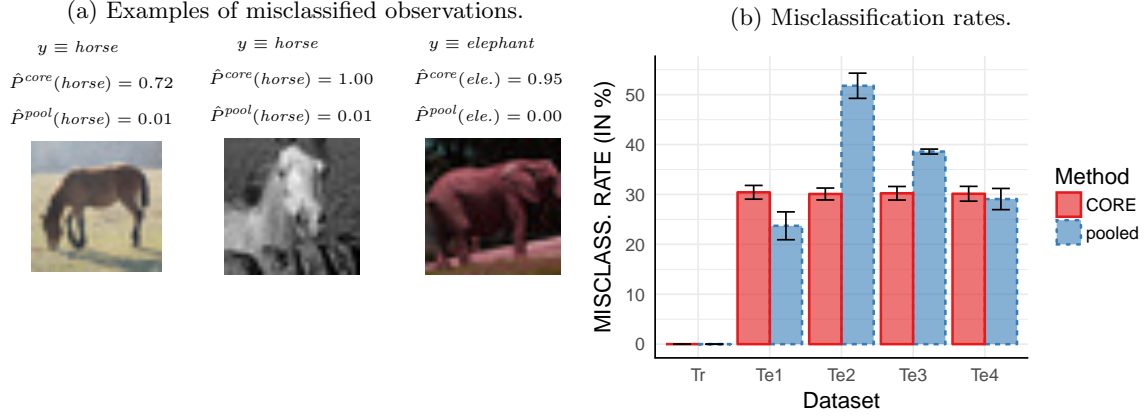 (a) Examples of misclassified observations.
y ≡ horse
P̂^core(horse) = 0.72
P̂^pool(horse) = 0.01
y ≡ horse
P̂^core(horse) = 1.00
P̂^pool(horse) = 0.01
y ≡ elephant
P̂^core(ele.) = 0.95
P̂^pool(ele.) = 0.00
(b) Misclassification rates.
MISCLASS. RATE (IN %)
50
40
30
20
10
0
Tr Te1 Te2 Te3 Te4
Dataset
Method
CORE
pooled